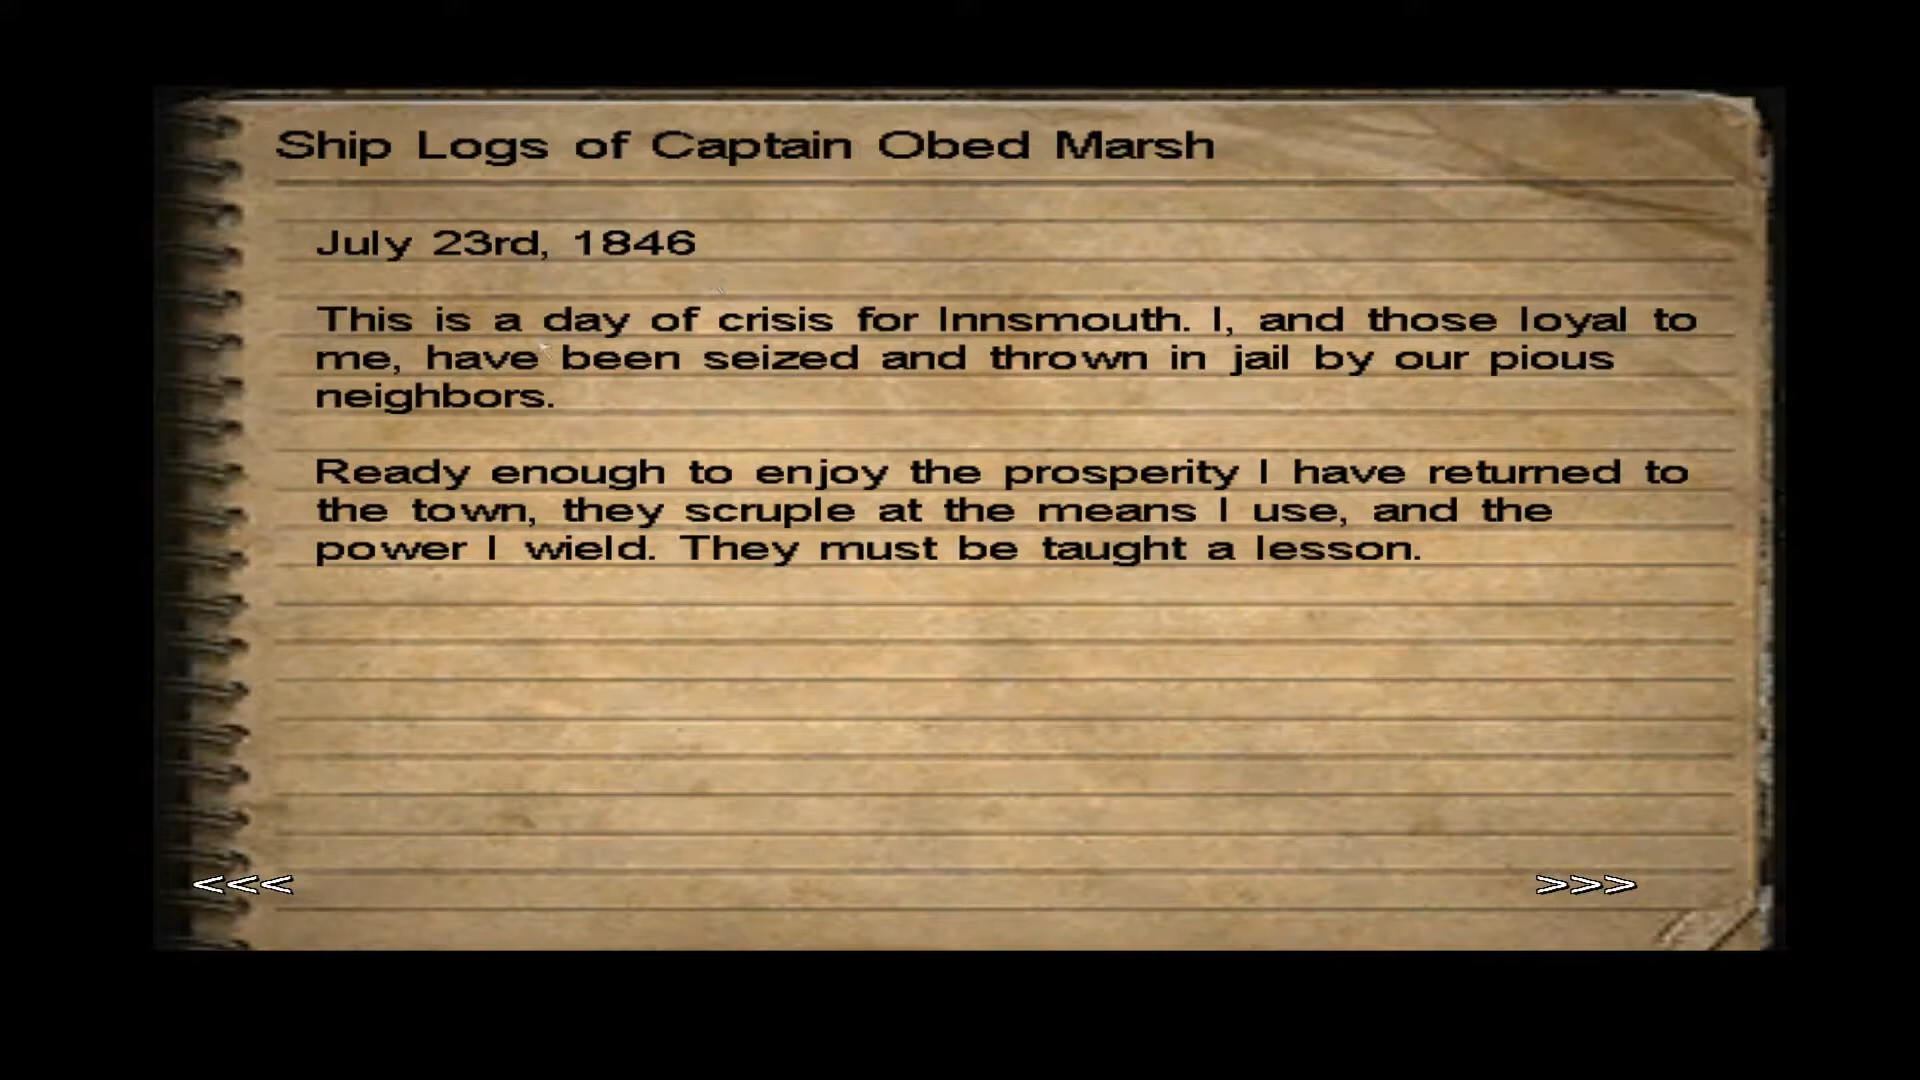 Ship Logs of Captain Obed Marsh
July 23rd, 1846
This is a day of crisis for Innsmouth. I, and those loyal to
me, have been seized and thrown in jail by our pious
neighbors.
Ready enough to enjoy the prosperity I have returned to
the town, they scruple at the means I use, and the
power I wield. They must be taught a lesson.
<<< >>>